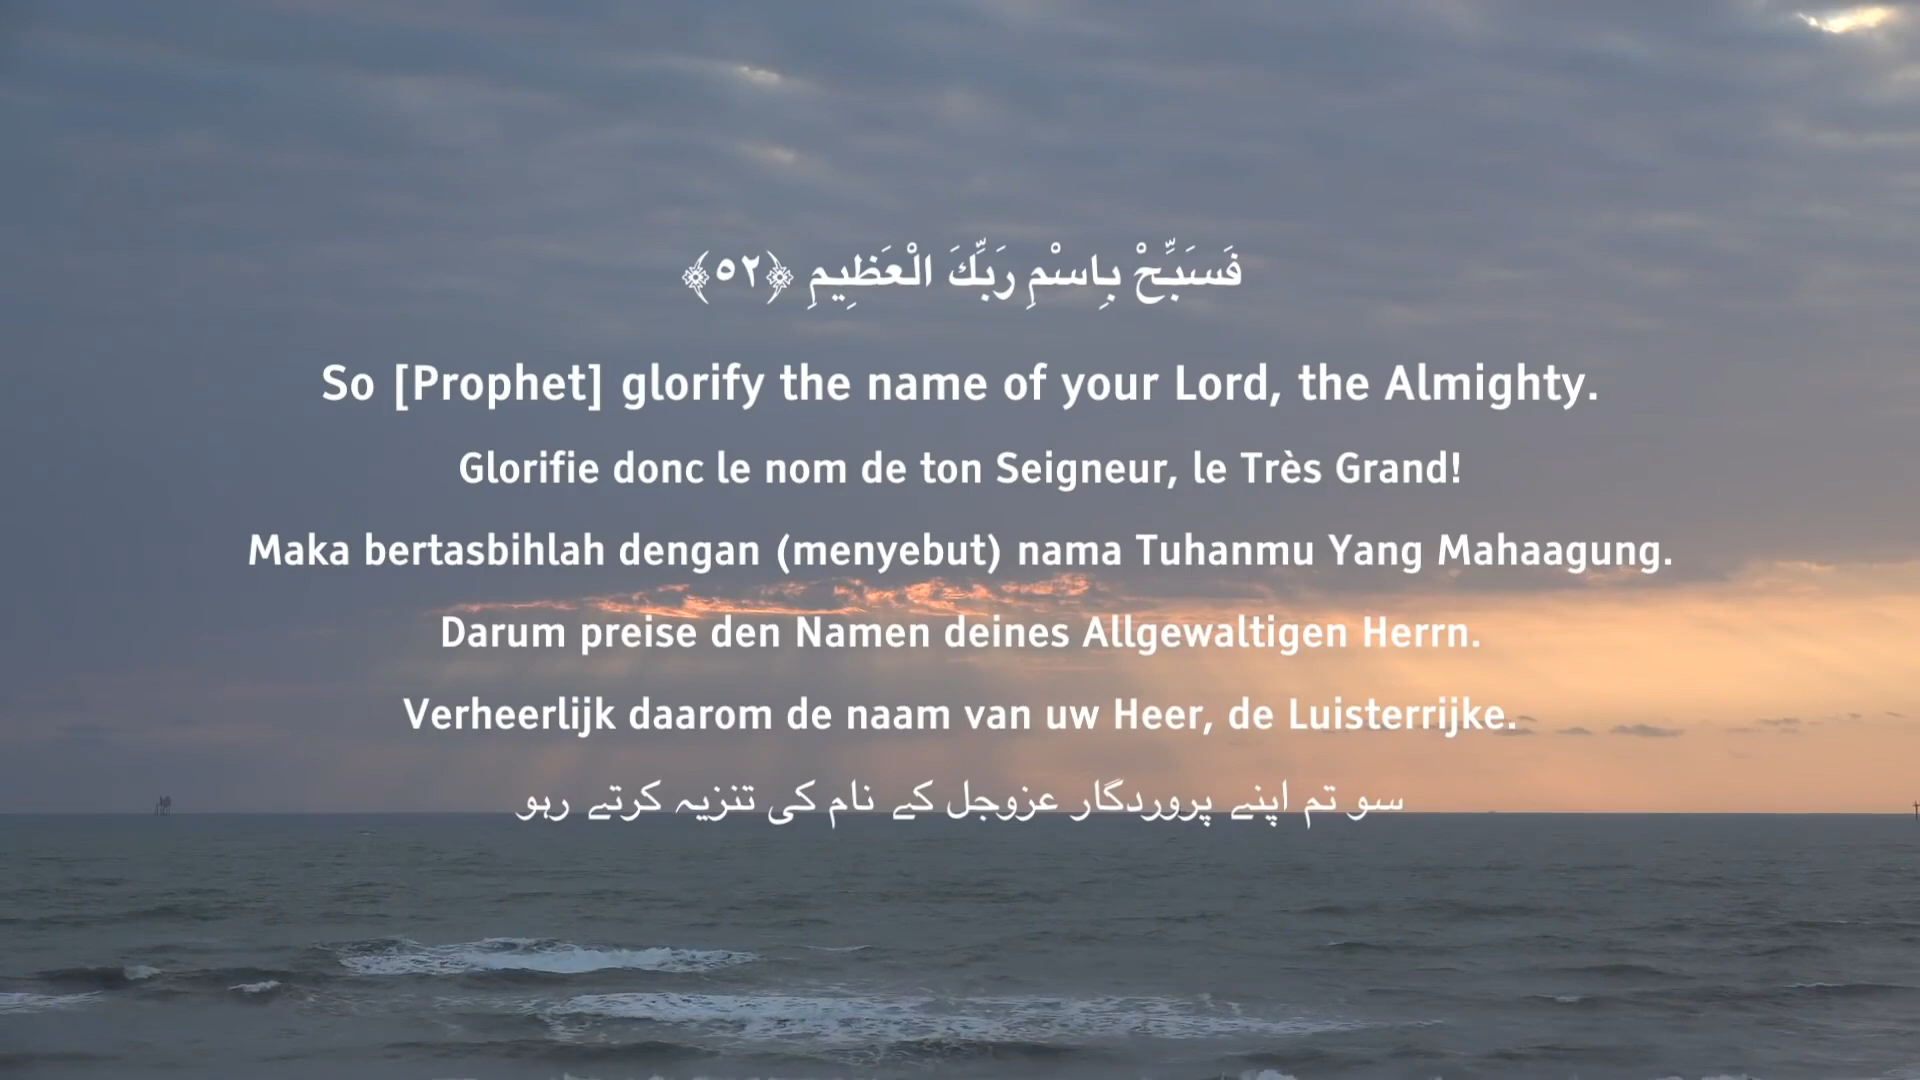 فَسَبِّحْ بِاسْمِ رَبِّكَ الْعَظِيمِ ﴿٥٢﴾
So [Prophet] glorify the name of your Lord, the Almighty.
Glorifie donc le nom de ton Seigneur, le Très Grand!
Maka bertasbihlah dengan (menyebut) nama Tuhanmu Yang Mahaagung.
Darum preise den Namen deines Allgewaltigen Herrn.
Verheerlijk daarom de naam van uw Heer, de Luisterrijke.
سو تم اپنے پروردگار عزوجل کے نام کی تنزیہ کرتے رہو